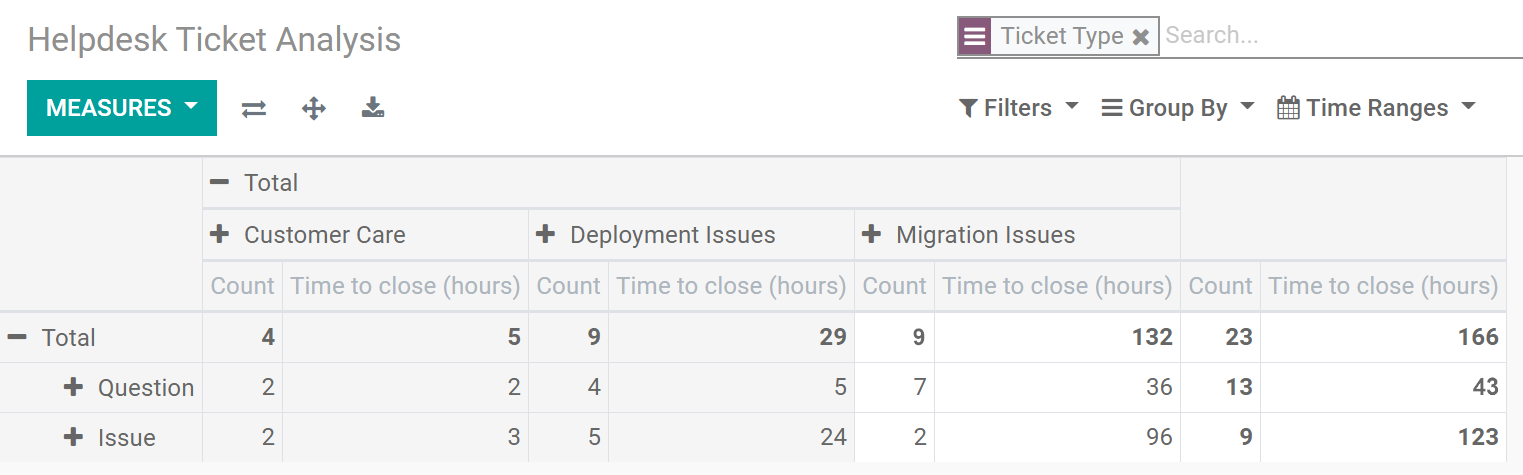 Helpdesk Ticket Analysis
Ticket Type Search...
MEASURES Filters Group By Time Ranges
Total
Customer Care Deployment Issues Migration Issues
Count Time to close (hours) Count Time to close (hours) Count Time to close (hours) Count Time to close (hours)
Total 4 5 9 29 9 132 23 166
Question 2 2 4 5 7 36 13 43
Issue 2 3 5 24 2 96 9 123